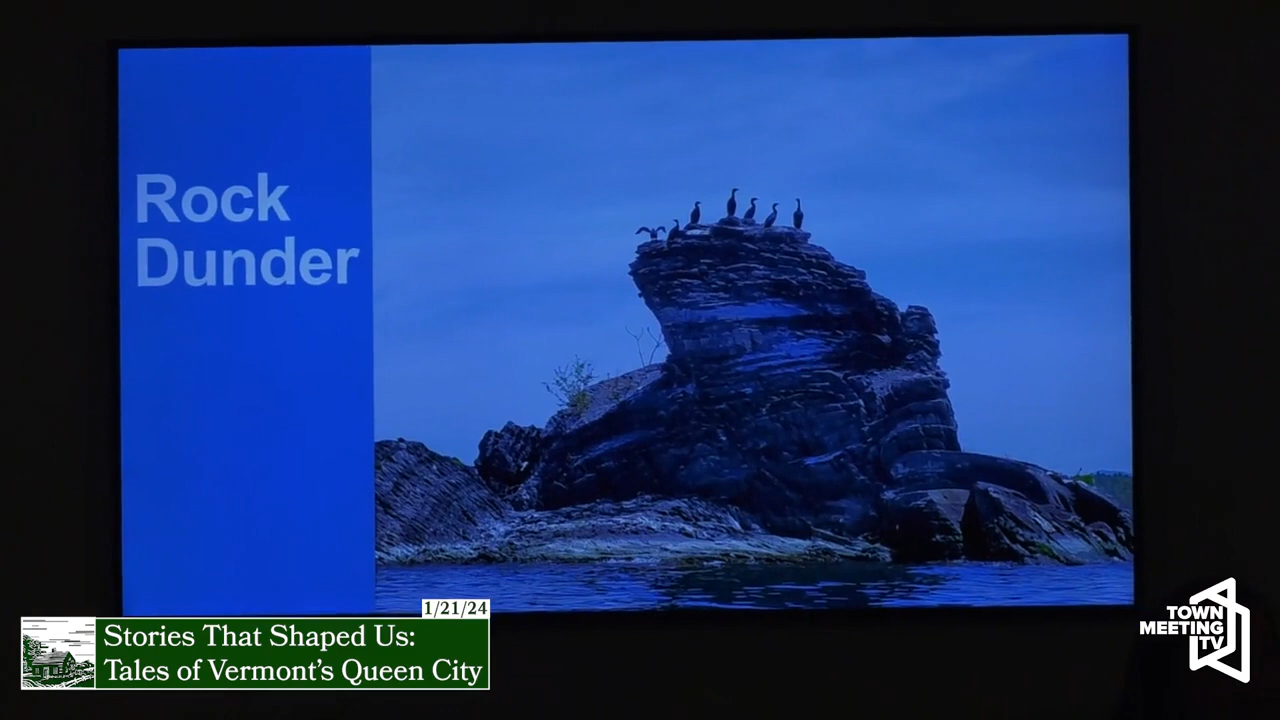 Rock
Dunder
1/21/24
Stories That Shaped Us:
Tales of Vermont's Queen City
TOWN
MEETING
TV